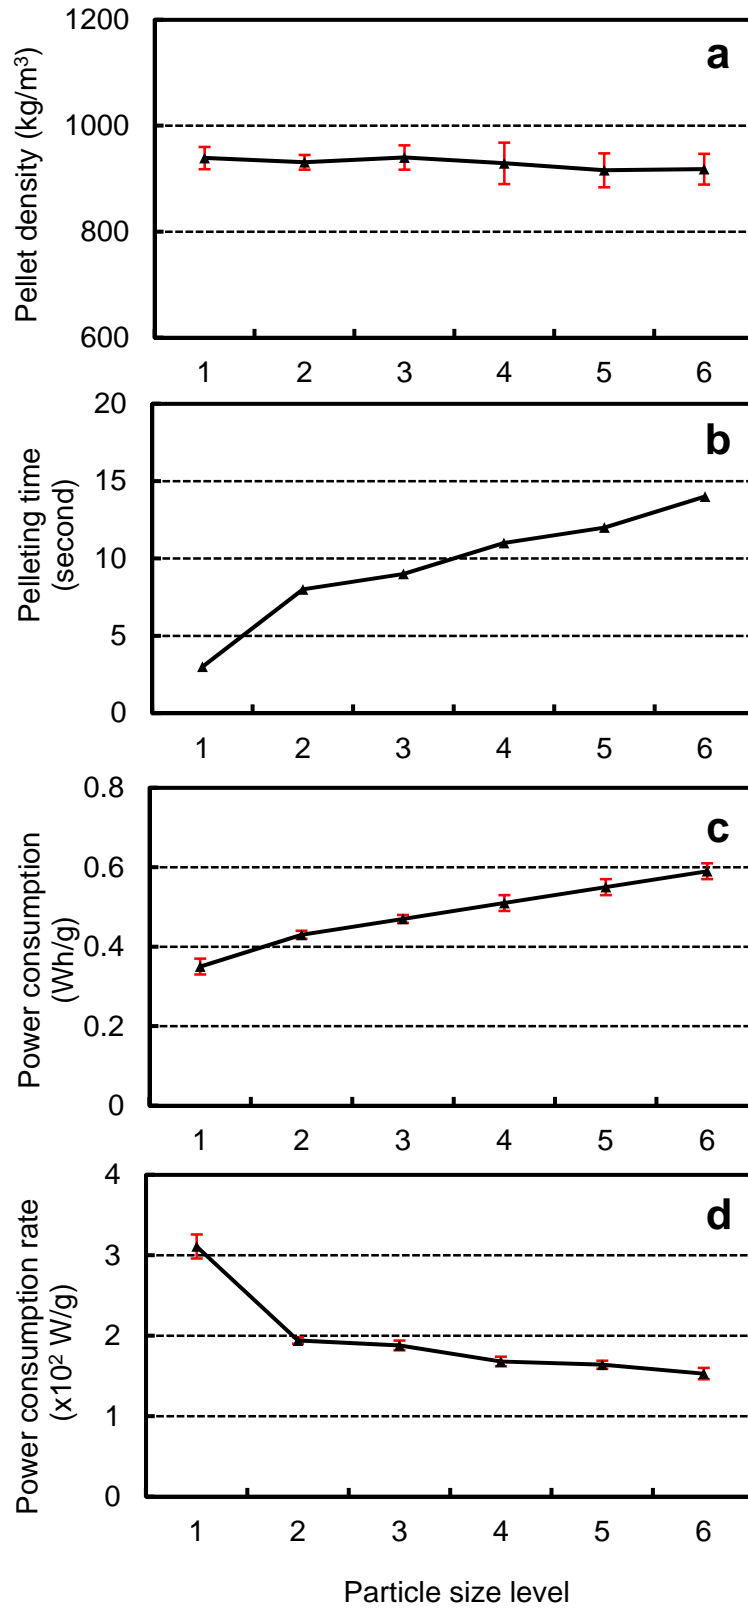 1200
1000
800
600
Pellet density (kg/m³)
a
1 2 3 4 5 6
20
15
10
5
0
Pelleting time
(second)
b
1 2 3 4 5 6
0.8
0.6
0.4
0.2
0
Power consumption
(Wh/g)
c
1 2 3 4 5 6
4
3
2
1
0
Power consumption rate
(x10² W/g)
d
1 2 3 4 5 6
Particle size level